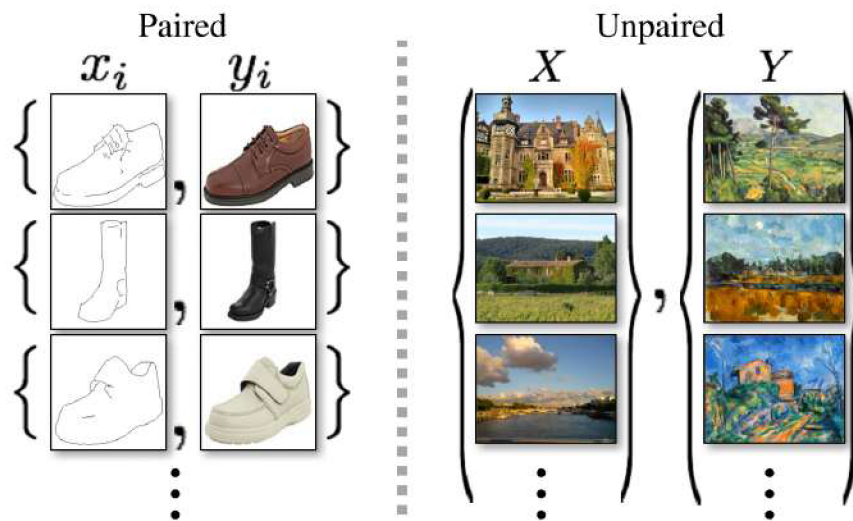 Paired
Unpaired
x_i
y_i
X
Y
{ , }
{ , }
{ , }
⋮
( , )
⋮
⋮